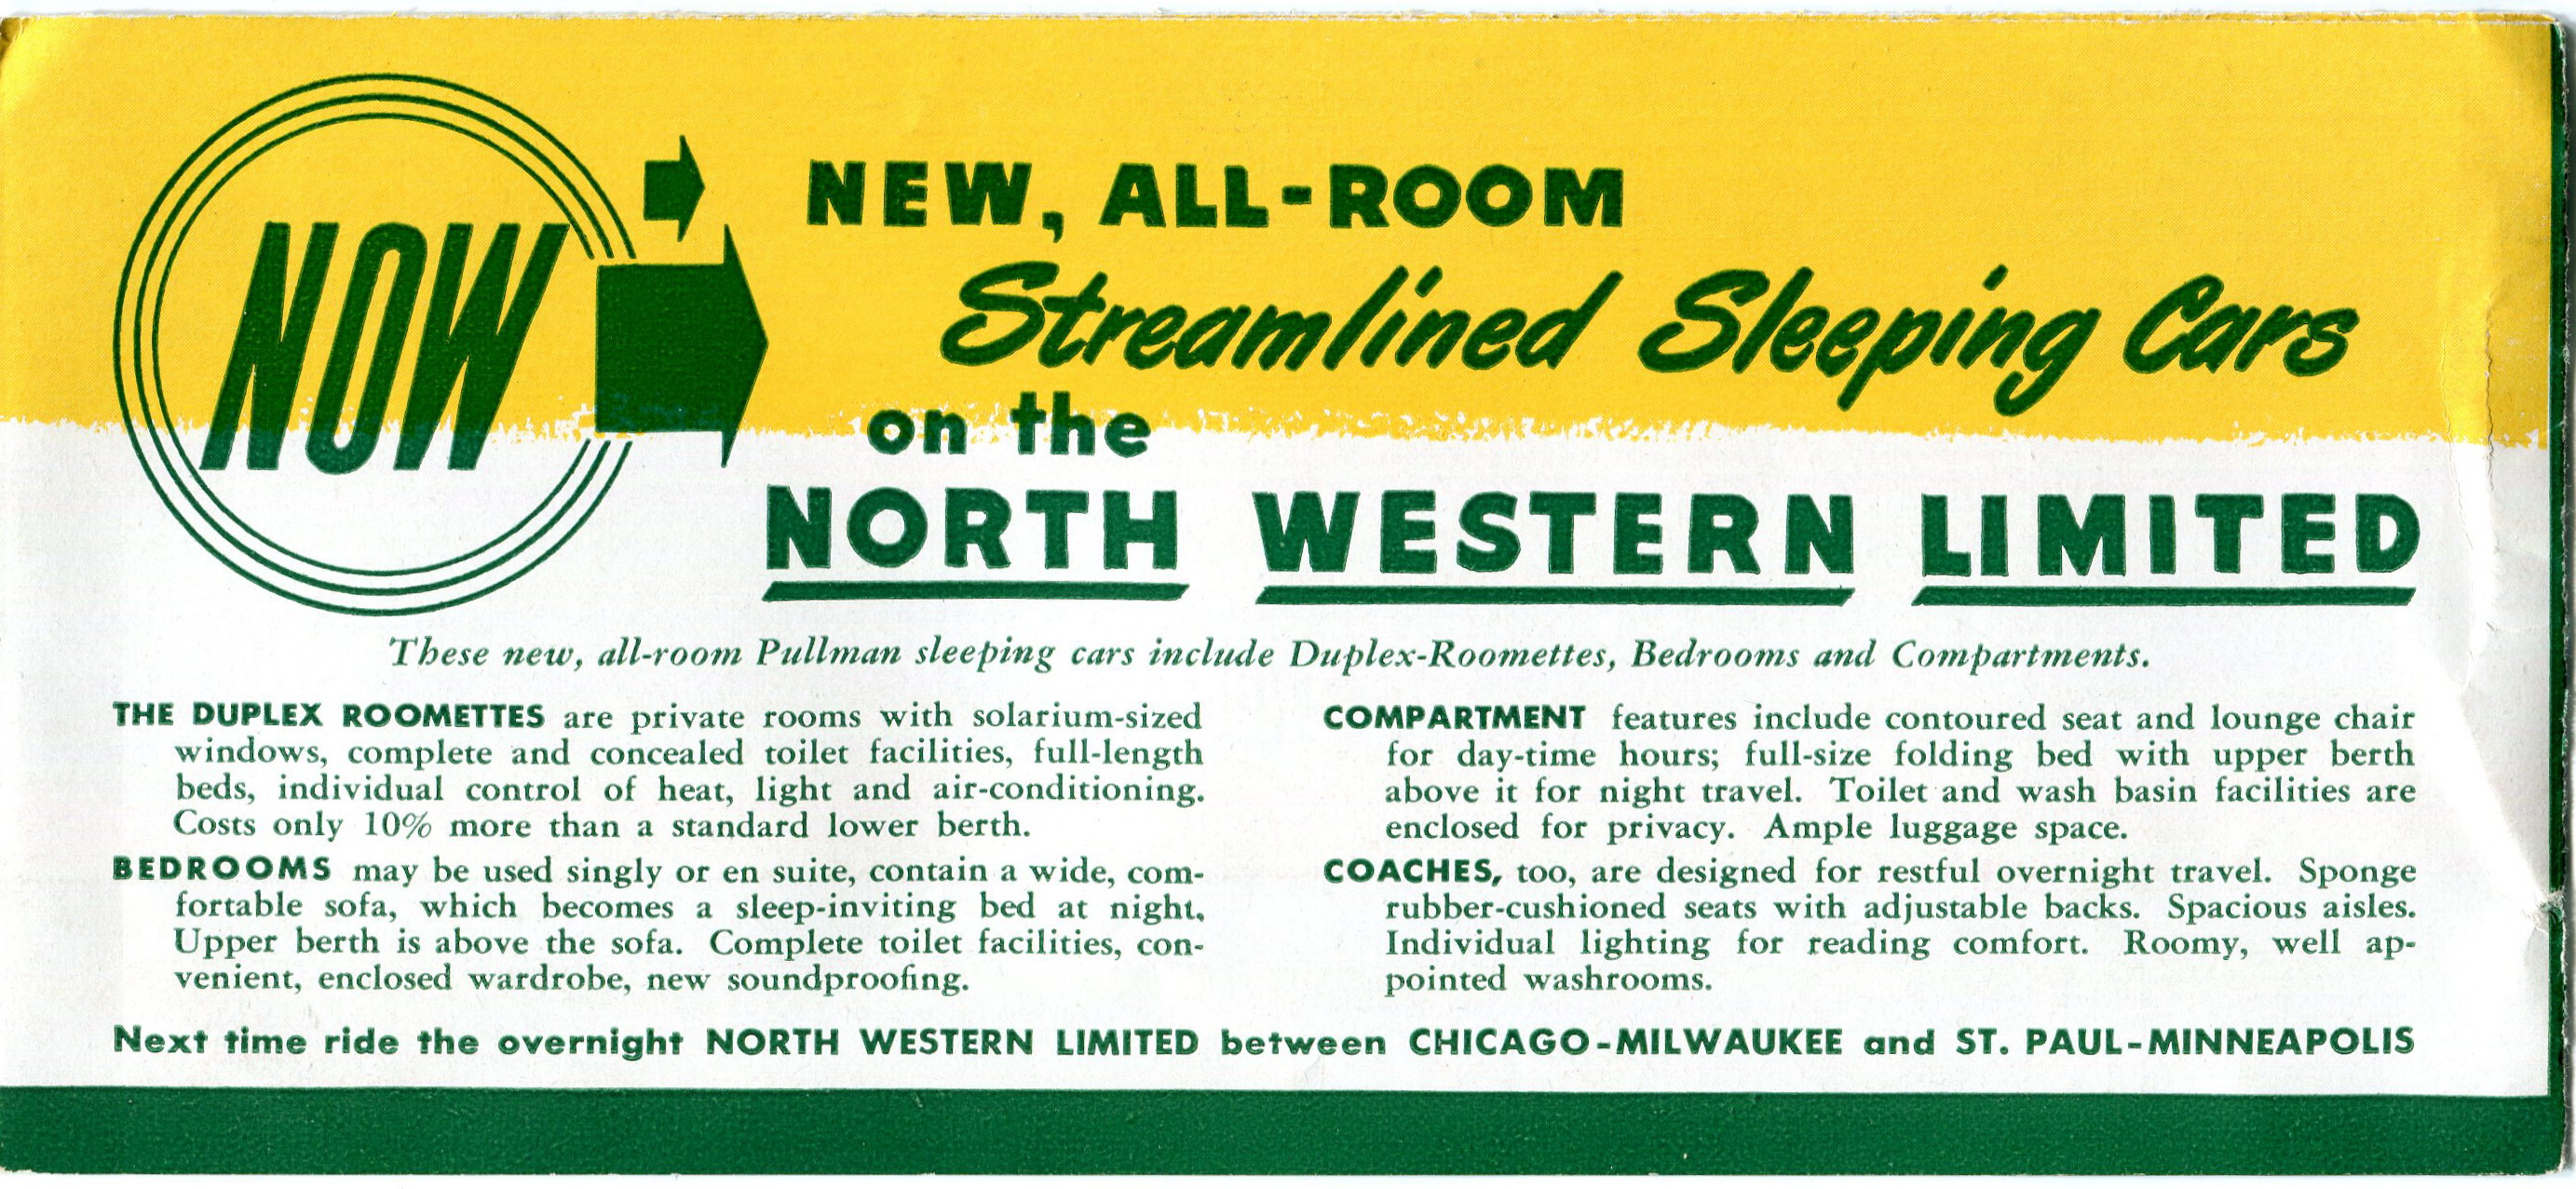 NOW
NEW, ALL-ROOM
Streamlined Sleeping Cars
on the
NORTH WESTERN LIMITED
These new, all-room Pullman sleeping cars include Duplex-Roomettes, Bedrooms and Compartments.
THE DUPLEX ROOMETTES are private rooms with solarium-sized
windows, complete and concealed toilet facilities, full-length
beds, individual control of heat, light and air-conditioning.
Costs only 10% more than a standard lower berth.
BEDROOMS may be used singly or en suite, contain a wide, com-
fortable sofa, which becomes a sleep-inviting bed at night.
Upper berth is above the sofa. Complete toilet facilities, con-
venient, enclosed wardrobe, new soundproofing.
COMPARTMENT features include contoured seat and lounge chair
for day-time hours; full-size folding bed with upper berth
above it for night travel. Toilet and wash basin facilities are
enclosed for privacy. Ample luggage space.
COACHES, too, are designed for restful overnight travel. Sponge
rubber-cushioned seats with adjustable backs. Spacious aisles.
Individual lighting for reading comfort. Roomy, well ap-
pointed washrooms.
Next time ride the overnight NORTH WESTERN LIMITED between CHICAGO-MILWAUKEE and ST. PAUL-MINNEAPOLIS